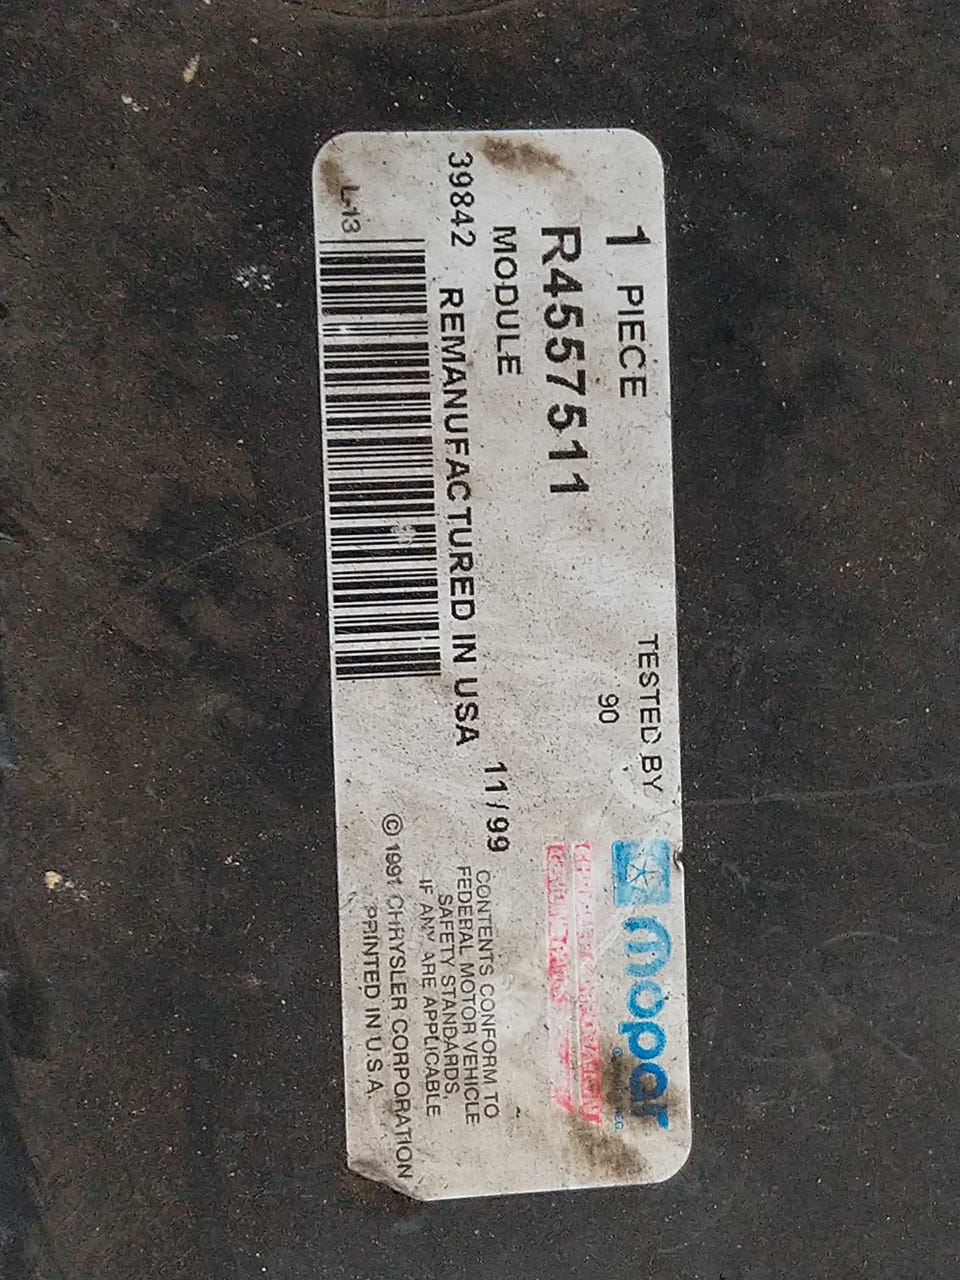 1 PIECE
R4557511
MODULE
39842 REMANUFACTURED IN USA
L-13
TESTED BY
90
11/99
mopar
CONTENTS CONFORM TO
FEDERAL MOTOR VEHICLE
SAFETY STANDARDS,
IF ANY ARE APPLICABLE
© 1991 CHRYSLER CORPORATION
PRINTED IN U.S.A.